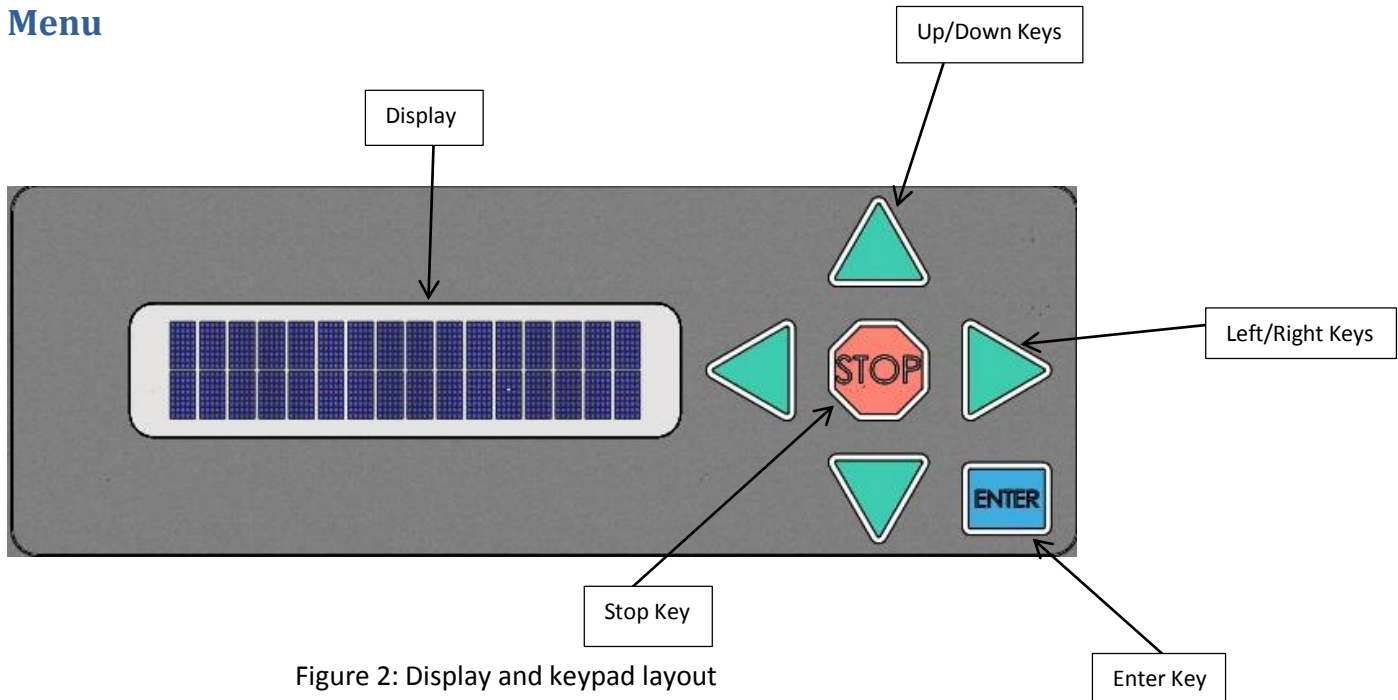 Menu
Up/Down Keys
Display
Left/Right Keys
STOP
ENTER
Stop Key
Figure 2: Display and keypad layout
Enter Key